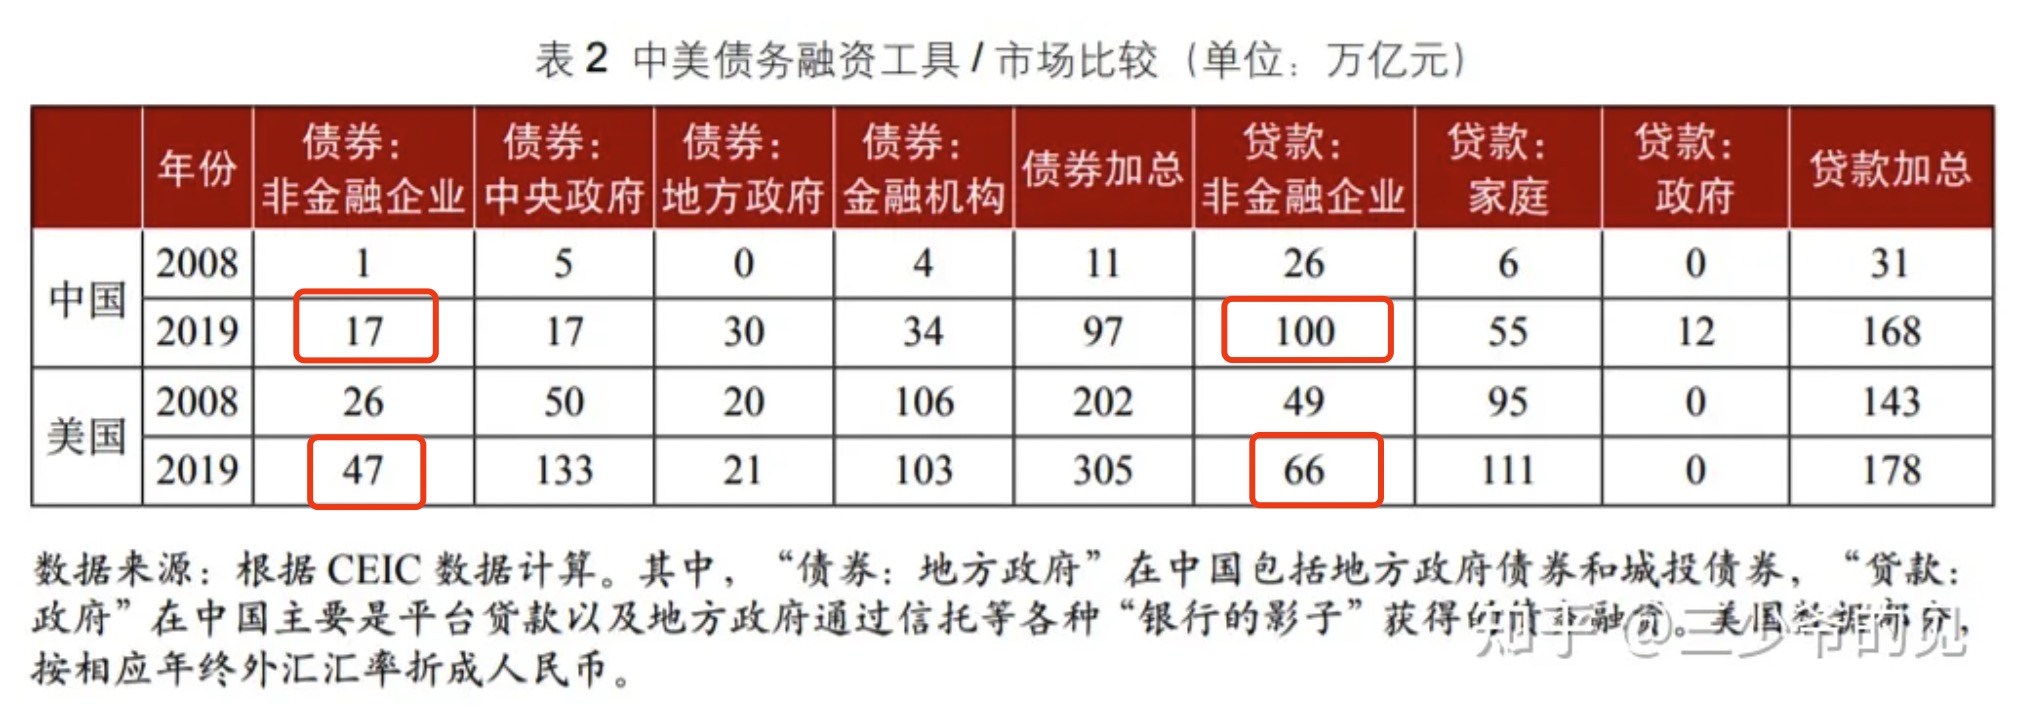 表 2 中美债务融资工具 / 市场比较（单位：万亿元）
年份 债券：非金融企业 债券：中央政府 债券：地方政府 债券：金融机构 债券加总 贷款：非金融企业 贷款：家庭 贷款：政府 贷款加总
中国 2008 1 5 0 4 11 26 6 0 31
2019 17 17 30 34 97 100 55 12 168
美国 2008 26 50 20 106 202 49 95 0 143
2019 47 133 21 103 305 66 111 0 178
数据来源：根据 CEIC 数据计算。其中，“债券：地方政府”在中国包括地方政府债券和城投债券，“贷款：
政府”在中国主要是平台贷款以及地方政府通过信托等各种“银行的影子”获得的债务融资。美国数据部分，
按相应年终外汇汇率折成人民币。
知乎 @三少爷的见